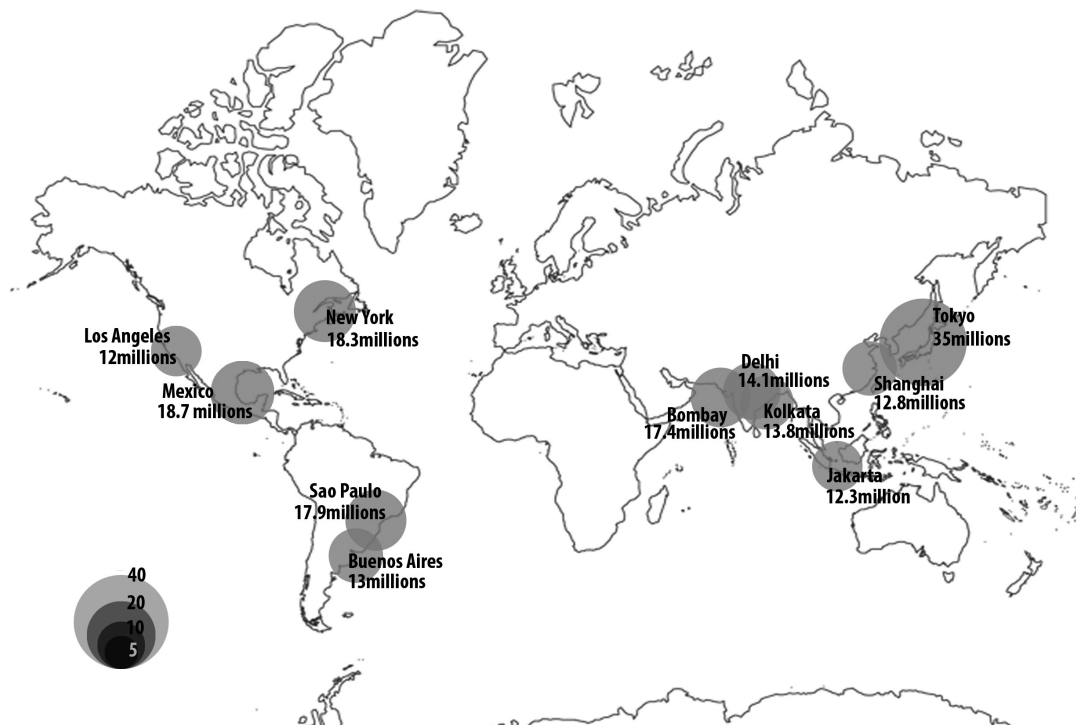 New York
18.3millions
Los Angeles
12millions
Mexico
18.7 millions
Sao Paulo
17.9millions
Buenos Aires
13millions
Tokyo
35millions
Delhi
14.1millions
Shanghai
12.8millions
Bombay
17.4millions
Kolkata
13.8millions
Jakarta
12.3million
40
20
10
5